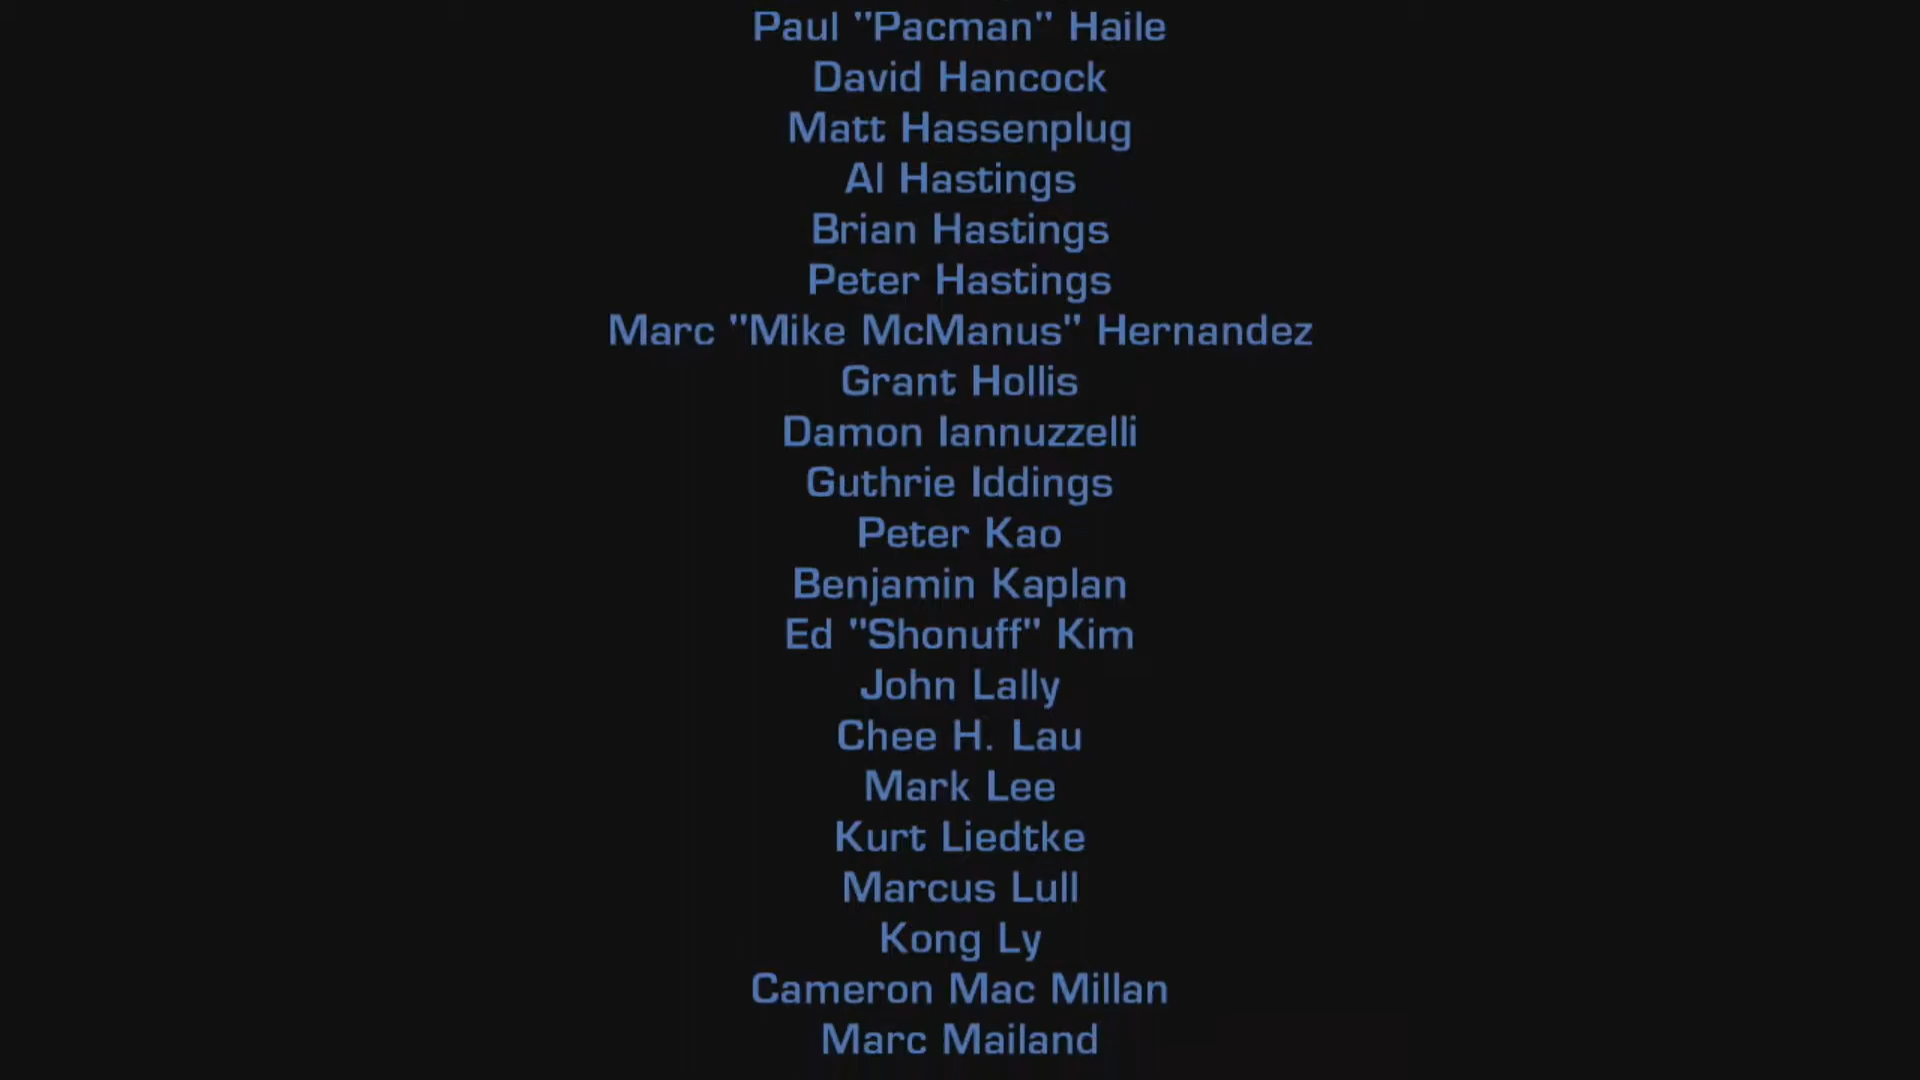 Paul "Pacman" Haile
David Hancock
Matt Hassenplug
Al Hastings
Brian Hastings
Peter Hastings
Marc "Mike McManus" Hernandez
Grant Hollis
Damon Iannuzzelli
Guthrie Iddings
Peter Kao
Benjamin Kaplan
Ed "Shonuff" Kim
John Lally
Chee H. Lau
Mark Lee
Kurt Liedtke
Marcus Lull
Kong Ly
Cameron Mac Millan
Marc Mailand